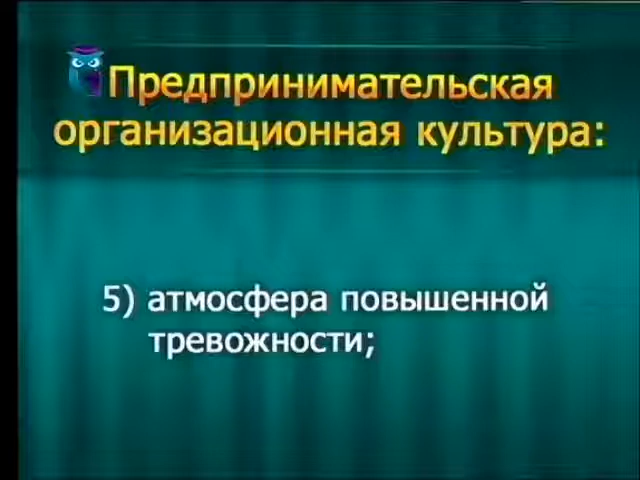 Предпринимательская
организационная культура:
5) атмосфера повышенной
тревожности;